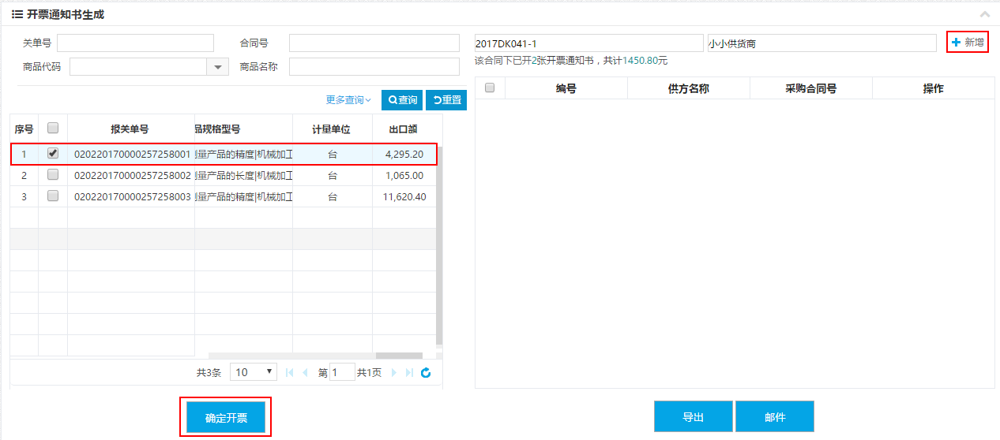 开票通知书生成
关单号 合同号 2017DK041-1 小小供货商 新增
该合同下已开2张开票通知书，共计1450.80元
商品代码 商品名称
更多查询 查询 重置
编号 供方名称 采购合同号 操作
序号 报关单号 品规格型号 计量单位 出口额
1 020220170000257258001 测量产品的精度|机械加工 台 4,295.20
2 020220170000257258002 测量产品的长度|机械加工 台 1,065.00
3 020220170000257258003 测量产品的精度|机械加工 台 11,620.40
共3条 10 第 1 共1页
确定开票 导出 邮件